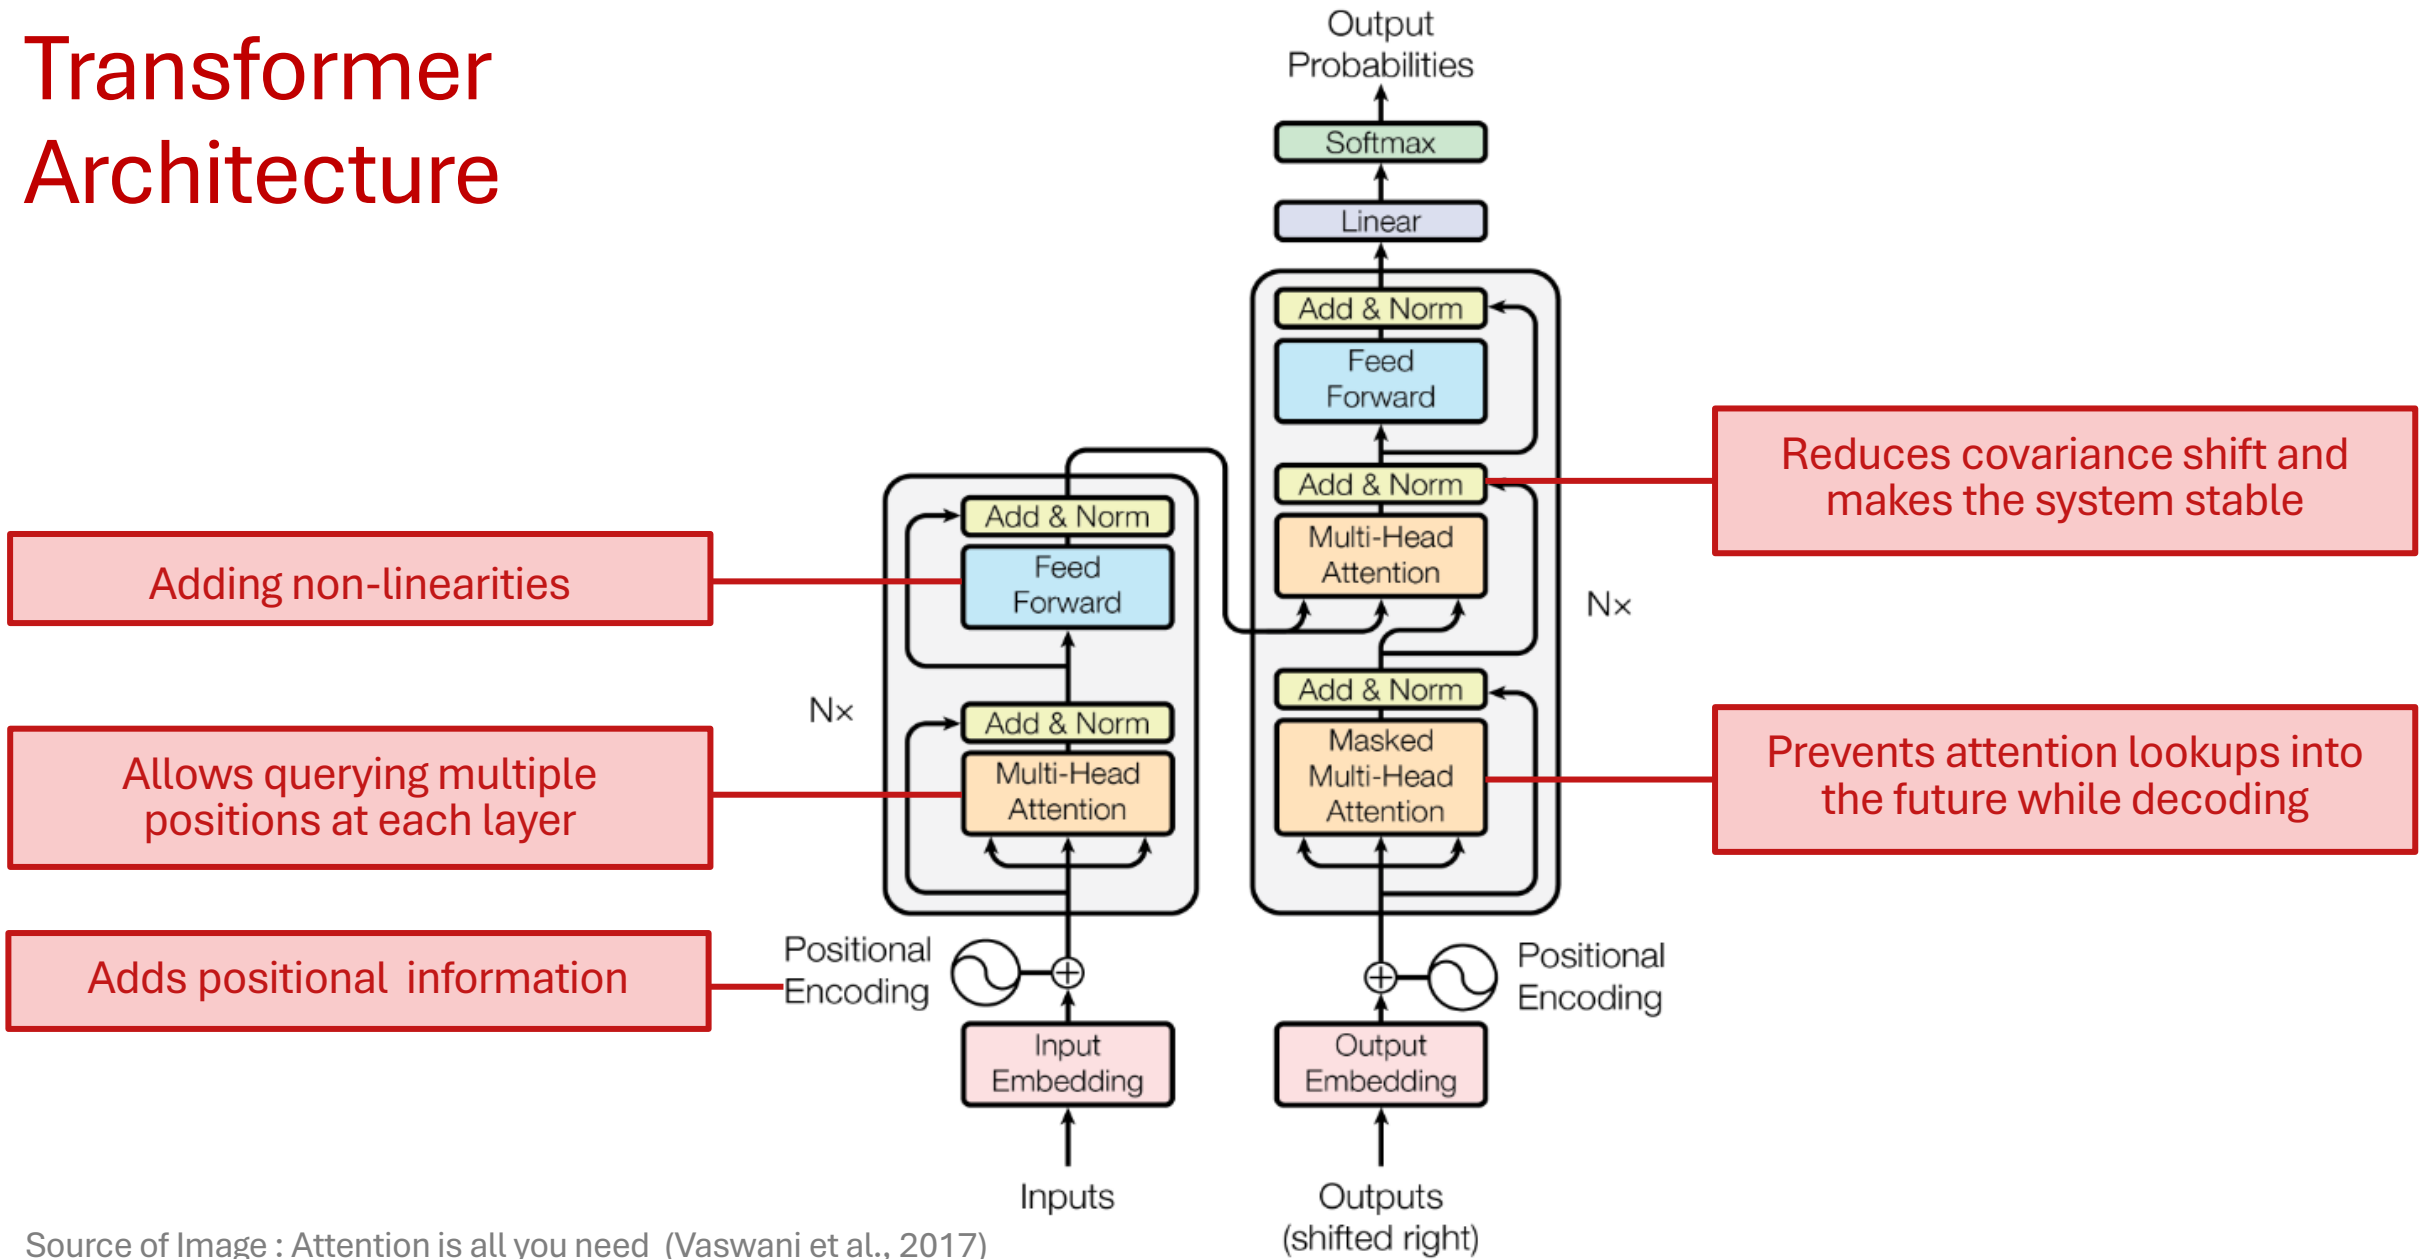 Transformer
Architecture
Output
Probabilities
Softmax
Linear
Add & Norm
Feed
Forward
Add & Norm
Multi-Head
Attention
Nx
Add & Norm
Masked
Multi-Head
Attention
Positional
Encoding
Output
Embedding
Outputs
(shifted right)
Add & Norm
Feed
Forward
Nx
Add & Norm
Multi-Head
Attention
Positional
Encoding
Input
Embedding
Inputs
Adding non-linearities
Allows querying multiple
positions at each layer
Adds positional information
Reduces covariance shift and
makes the system stable
Prevents attention lookups into
the future while decoding
Source of Image : Attention is all you need (Vaswani et al., 2017)